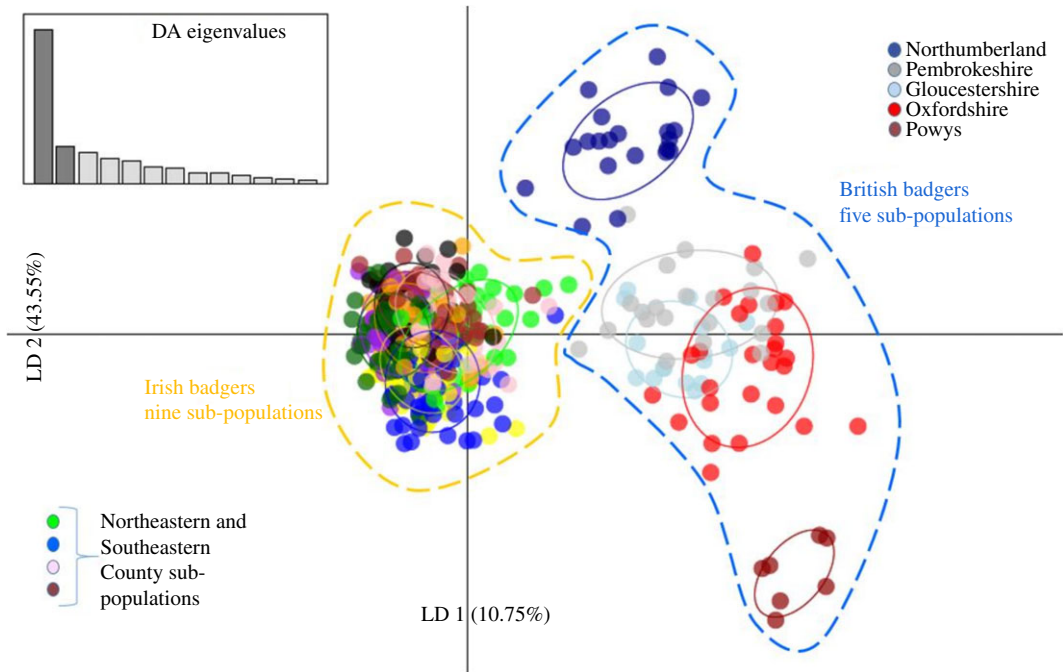 DA eigenvalues
Northumberland
Pembrokeshire
Gloucestershire
Oxfordshire
Powys
British badgers
five sub-populations
LD 2 (43.55%)
Irish badgers
nine sub-populations
Northeastern and
Southeastern
County sub-
populations
LD 1 (10.75%)